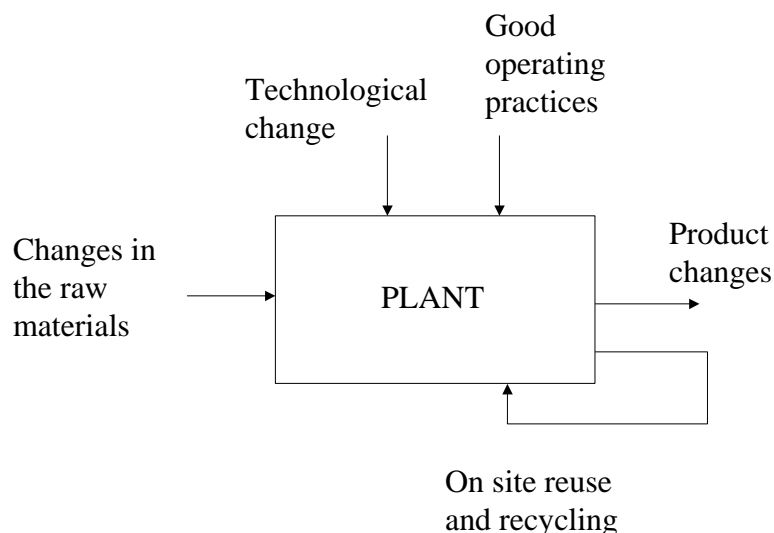 Good
operating
practices
Technological
change
Changes in
the raw
materials
PLANT
Product
changes
On site reuse
and recycling